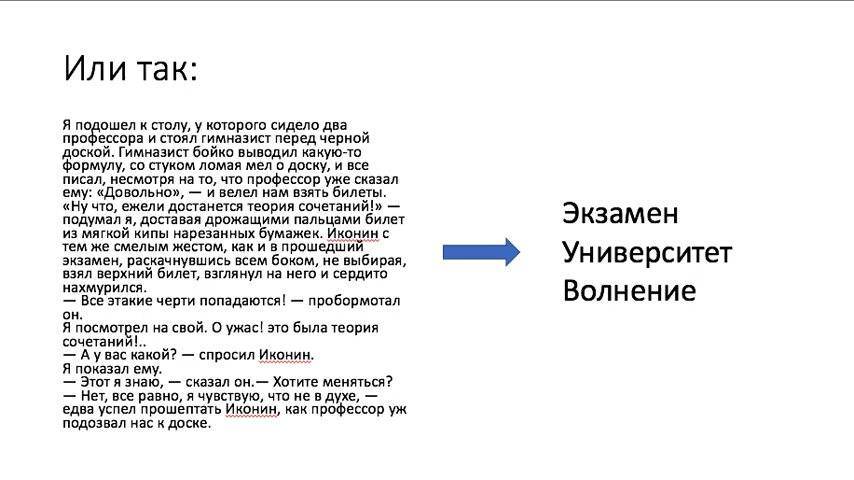 Или так:
Я подошел к столу, у которого сидело два
профессора и стоял гимназист перед черной
доской. Гимназист бойко выводил какую-то
формулу, со стуком ломая мел о доску, и все
писал, несмотря на то, что профессор уже сказал
ему: «Довольно», — и велел нам взять билеты.
«Ну что, ежели достанется теория сочетаний!» —
подумал я, доставая дрожащими пальцами билет
из мягкой кипы нарезанных бумажек. Иконин с
тем же смелым жестом, как и в прошедший
экзамен, раскачнувшись всем боком, не выбирая,
взял верхний билет, взглянул на него и сердито
нахмурился.
— Все этакие черти попадаются! — пробормотал
он.
Я посмотрел на свой. О ужас! это была теория
сочетаний!..
— А у вас какой? — спросил Иконин.
Я показал ему.
— Этот я знаю, — сказал он.— Хотите меняться?
— Нет, все равно, я чувствую, что не в духе, —
едва успел прошептать Иконин, как профессор уж
подозвал нас к доске.
Экзамен
Университет
Волнение